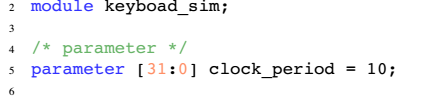 2 module keyboad_sim;
3
4 /* parameter */
5 parameter [31:0] clock_period = 10;
6